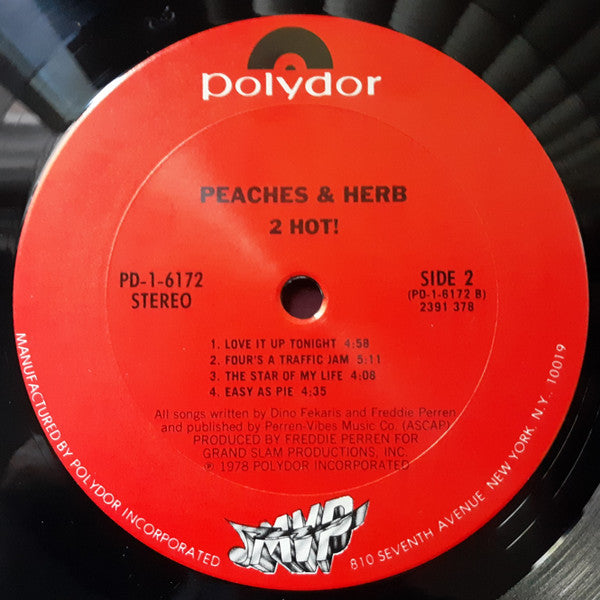 polydor
PEACHES & HERB
2 HOT!
PD-1-6172
STEREO
SIDE 2
(PD-1-6172 B)
2391 378
1. LOVE IT UP TONIGHT 4:58
2. FOUR'S A TRAFFIC JAM 5:11
3. THE STAR OF MY LIFE 4:08
4. EASY AS PIE 4:35
All songs written by Dino Fekaris and Freddie Perren
and published by Perren-Vibes Music Co. (ASCAP)
PRODUCED BY FREDDIE PERREN FOR
GRAND SLAM PRODUCTIONS, INC.
℗ 1978 POLYDOR INCORPORATED
MVP
MANUFACTURED BY POLYDOR INCORPORATED
810 SEVENTH AVENUE, NEW YORK, N.Y. 10019